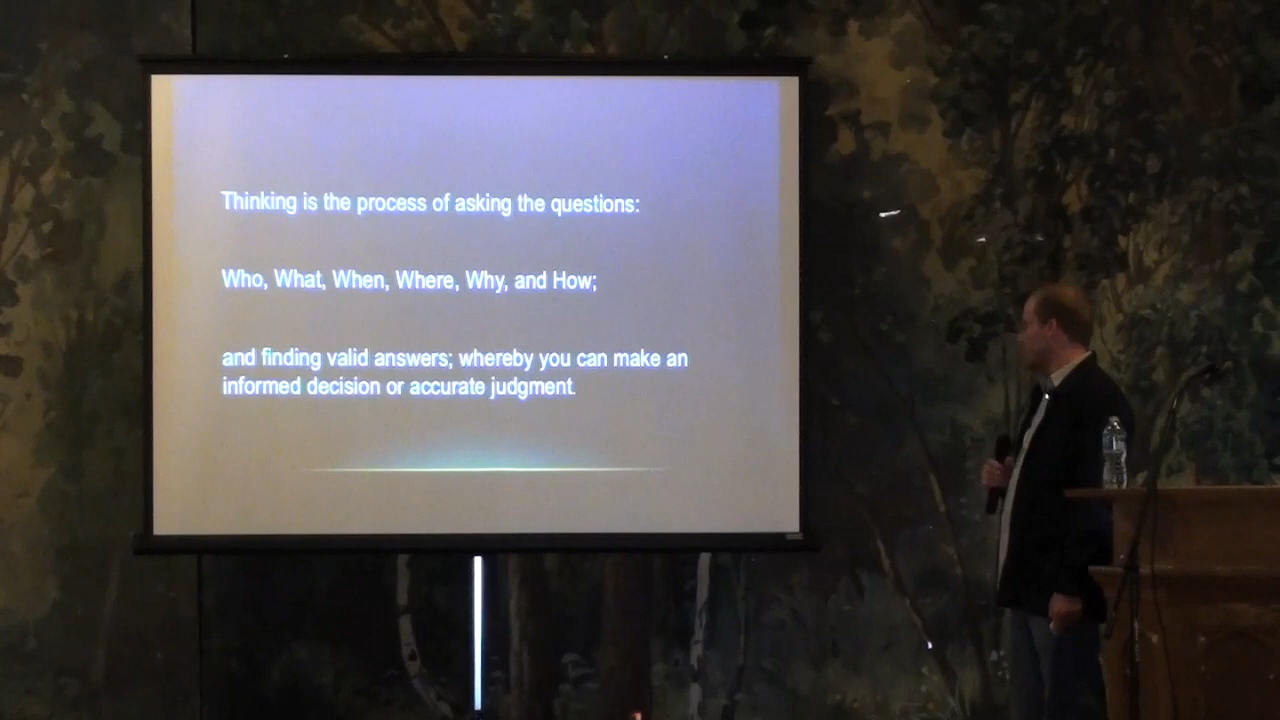 Thinking is the process of asking the questions:
Who, What, When, Where, Why, and How;
and finding valid answers; whereby you can make an
informed decision or accurate judgment.